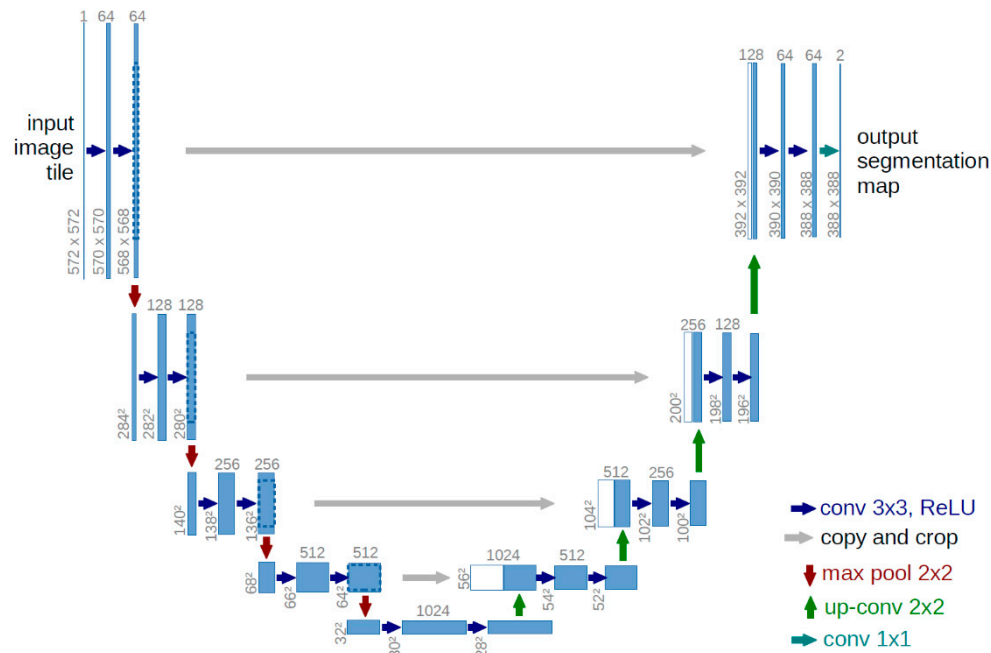 1 64 64
128
64
64
2
input
image
tile
output
segmentation
map
572 x 572
570 x 570
568 x 568
392 x 392
390 x 390
388 x 388
388 x 388
128
128
256
128
284²
282²
280²
200²
198²
196²
256
256
512
256
140²
138²
136²
104²
102²
100²
512
512
1024
512
68²
66²
64²
56²
54²
52²
1024
32²
30²
28²
conv 3x3, ReLU
copy and crop
max pool 2x2
up-conv 2x2
conv 1x1